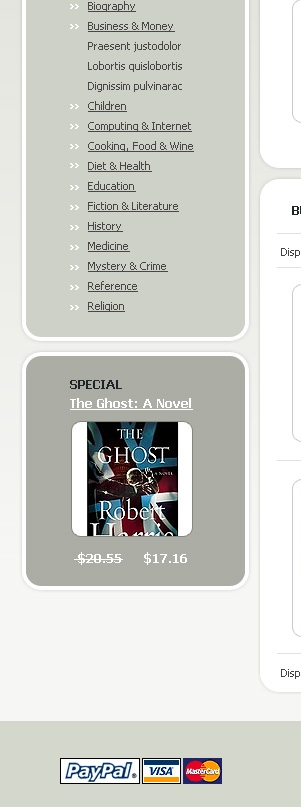 Biography
Business & Money
Praesent justodolor
Lobortis quislobortis
Dignissim pulvinarac
Children
Computing & Internet
Cooking, Food & Wine
Diet & Health
Education
Fiction & Literature
History
Medicine
Mystery & Crime
Reference
Religion
Disp
SPECIAL
The Ghost: A Novel
THE
GHOST
A NOVEL
Robert
Harris
$20.55 $17.16
Disp
PayPal VISA MasterCard